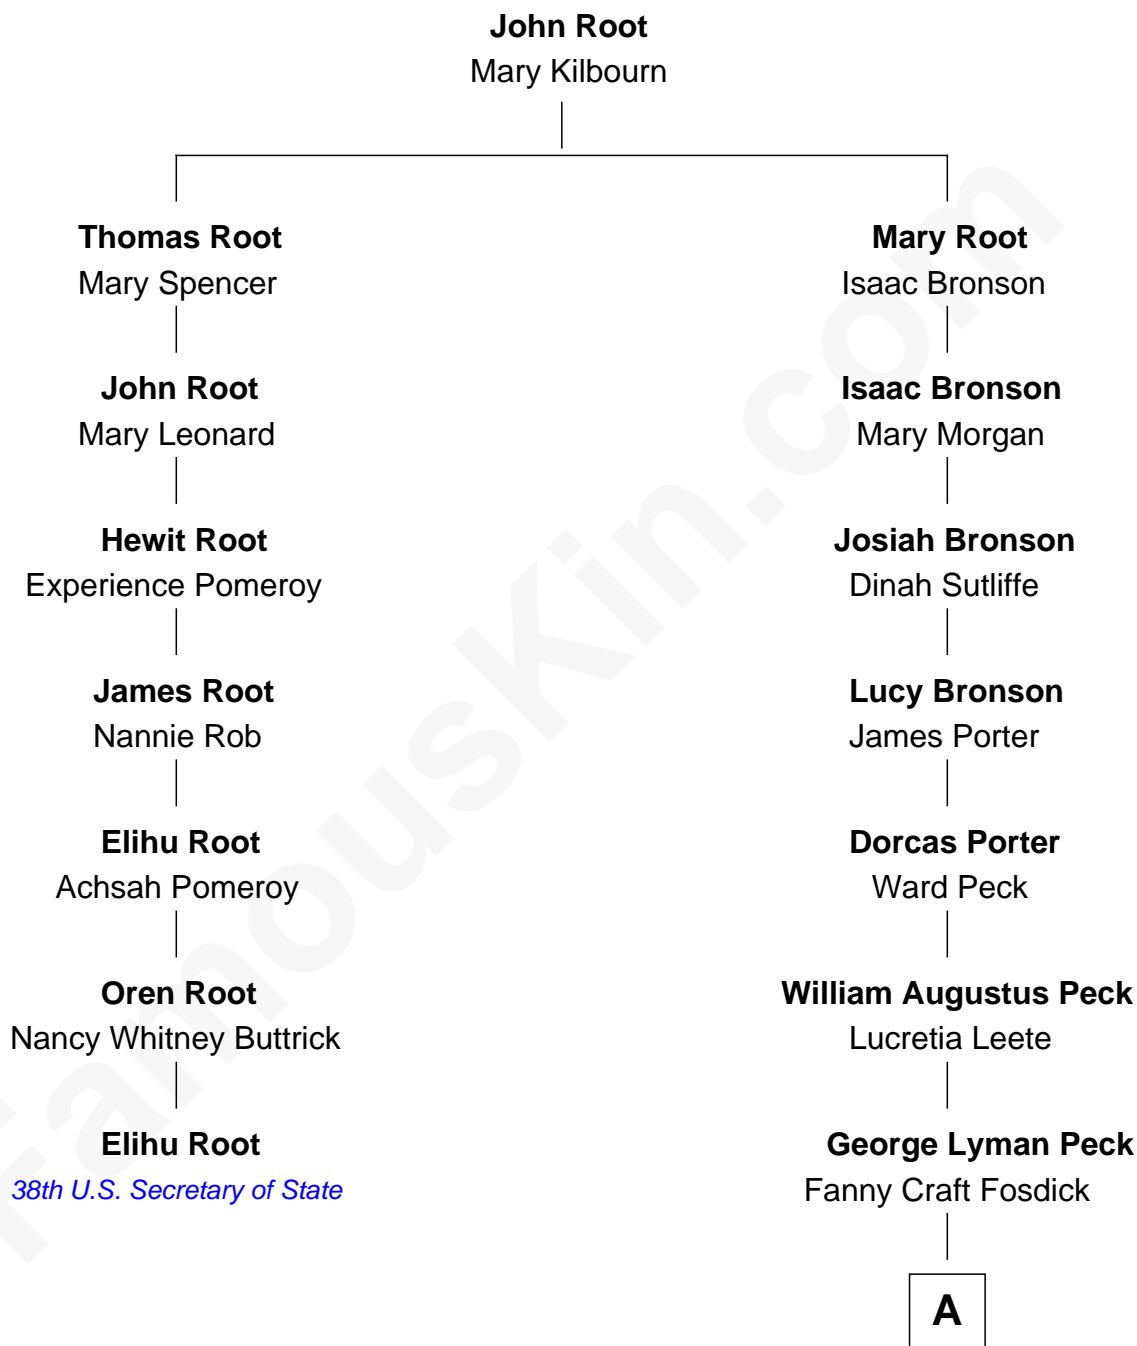 John Root
Mary Kilbourn
Thomas Root
Mary Spencer
Mary Root
Isaac Bronson
John Root
Mary Leonard
Isaac Bronson
Mary Morgan
Hewit Root
Experience Pomeroy
Josiah Bronson
Dinah Sutliffe
James Root
Nannie Rob
Lucy Bronson
James Porter
Elihu Root
Achsah Pomeroy
Dorcas Porter
Ward Peck
Oren Root
Nancy Whitney Buttrick
William Augustus Peck
Lucretia Leete
Elihu Root
38th U.S. Secretary of State
George Lyman Peck
Fanny Craft Fosdick
A
FamousKin.com